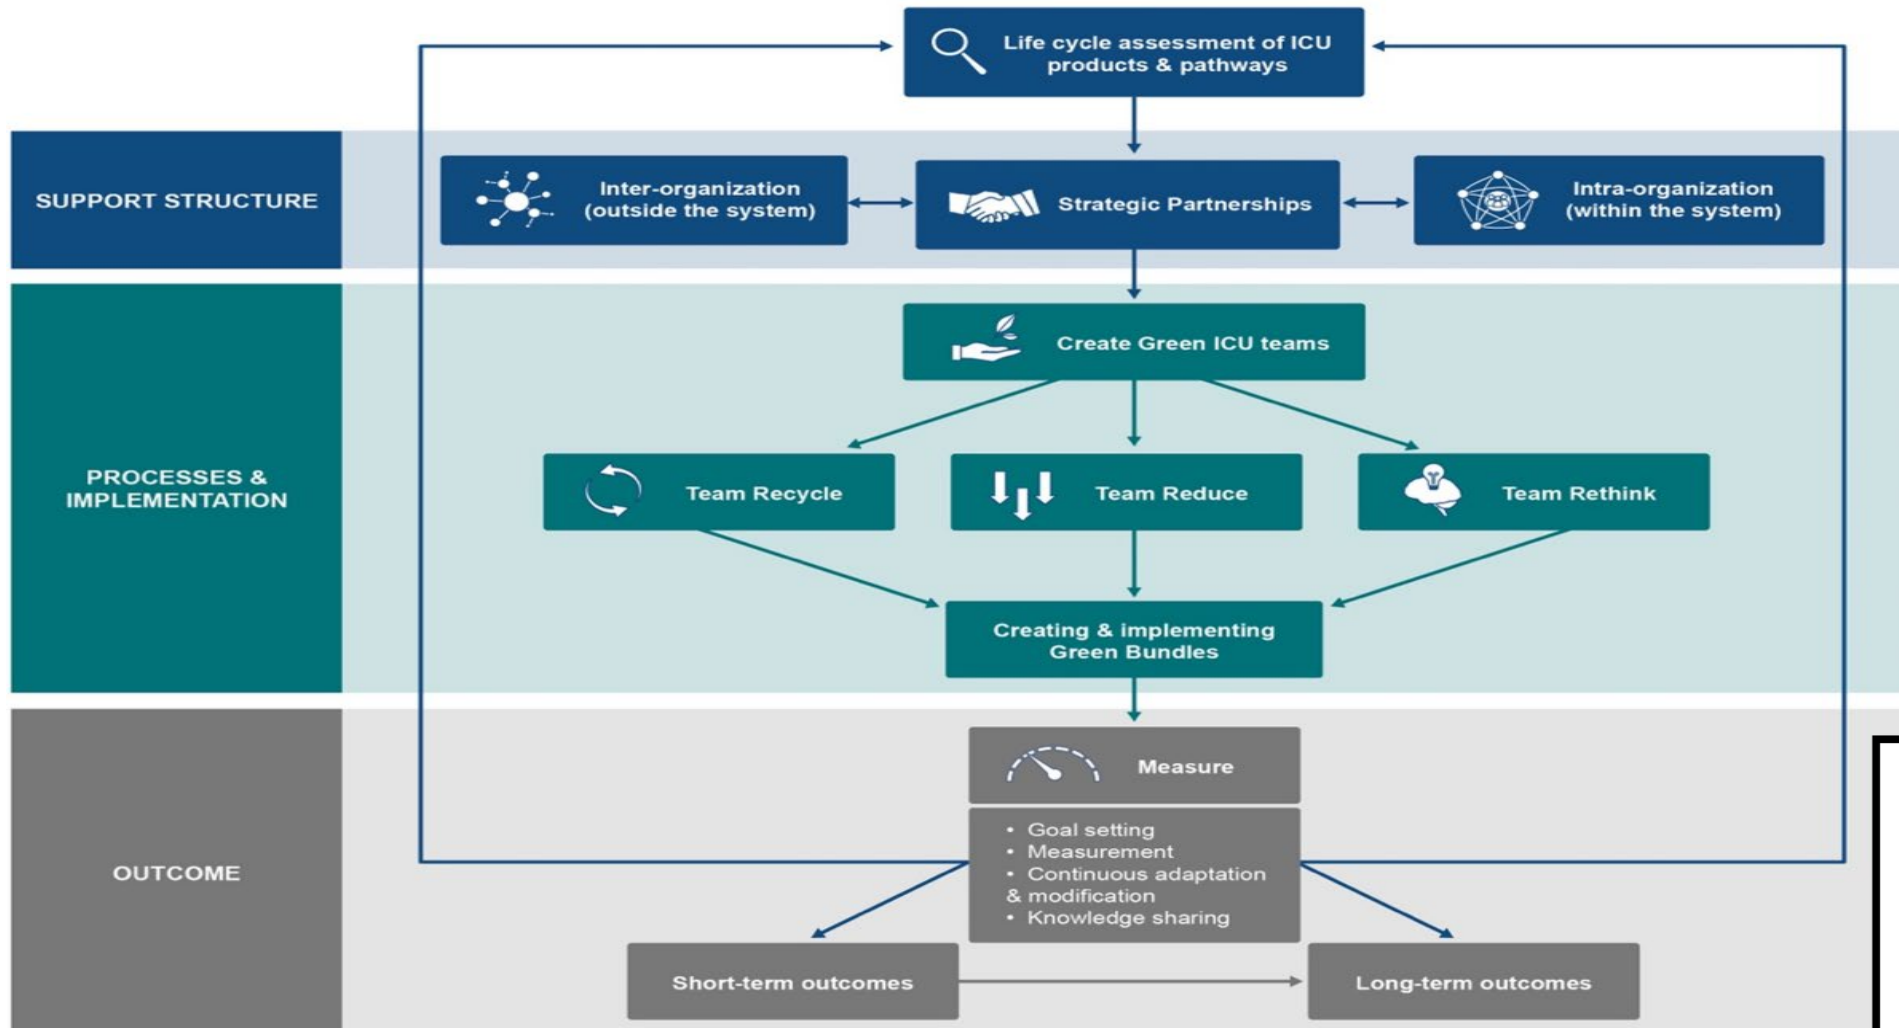 Life cycle assessment of ICU
products & pathways
SUPPORT STRUCTURE
Inter-organization
(outside the system)
Strategic Partnerships
Intra-organization
(within the system)
PROCESSES &
IMPLEMENTATION
Create Green ICU teams
Team Recycle
Team Reduce
Team Rethink
Creating & implementing
Green Bundles
OUTCOME
Measure
• Goal setting
• Measurement
• Continuous adaptation
& modification
• Knowledge sharing
Short-term outcomes
Long-term outcomes